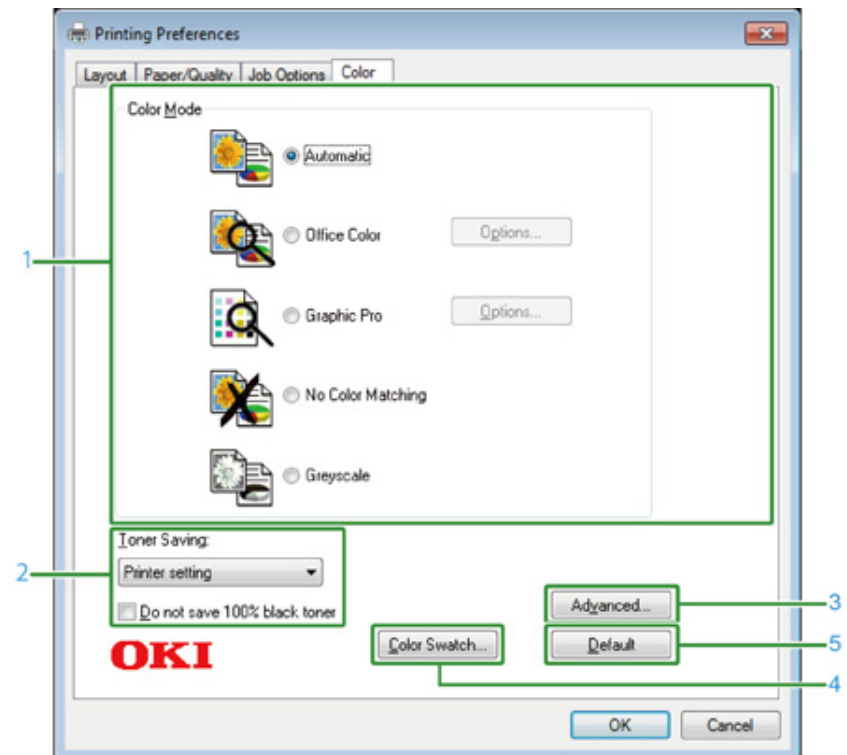 Printing Preferences
Layout Paper/Quality Job Options Color
Color Mode
Automatic
Office Color Options...
1
Graphic Pro Options...
No Color Matching
Greyscale
Toner Saving:
2 Printer setting
Do not save 100% black toner
Advanced... 3
OKI Color Swatch... Default 5
4
OK Cancel